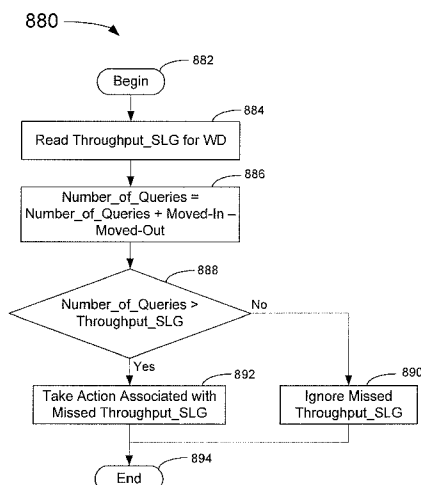 880
882
Begin
884
Read Throughput_SLG for WD
886
Number_of_Queries =
Number_of_Queries + Moved-In –
Moved-Out
888
Number_of_Queries >
Throughput_SLG
No
Yes
892
Take Action Associated with
Missed Throughput_SLG
890
Ignore Missed
Throughput_SLG
894
End